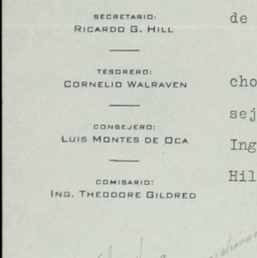 SECRETARIO:
RICARDO G. HILL
de
TESORERO:
CORNELIO WALRAVEN
cho
CONSEJERO:
sej
LUIS MONTES DE OCA
Ing
COMISARIO:
Hil
ING. THEODORE GILDRED